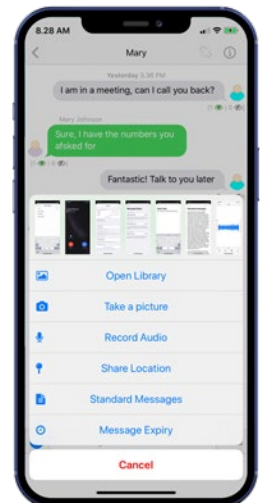 8.28 AM
Mary
Yesterday 3.36 PM
I am in a meeting, can I call you back?
Mary Johnson
Sure, I have the numbers you
afsked for
Fantastic! Talk to you later
Open Library
Take a picture
Record Audio
Share Location
Standard Messages
Message Expiry
Cancel